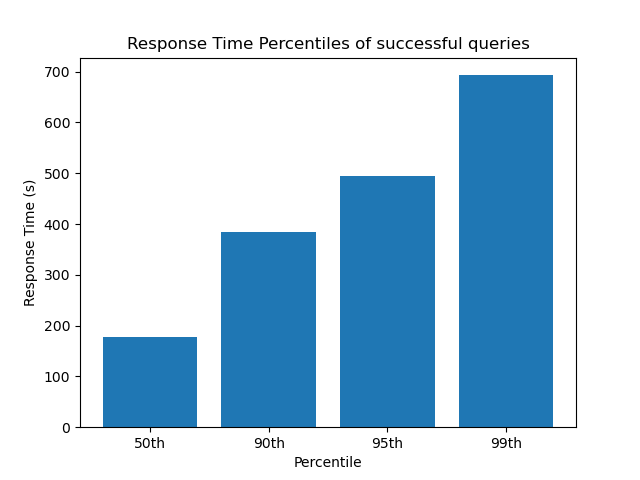 Response Time Percentiles of successful queries
700
600
500
400
300
200
100
0
Response Time (s)
50th 90th 95th 99th
Percentile